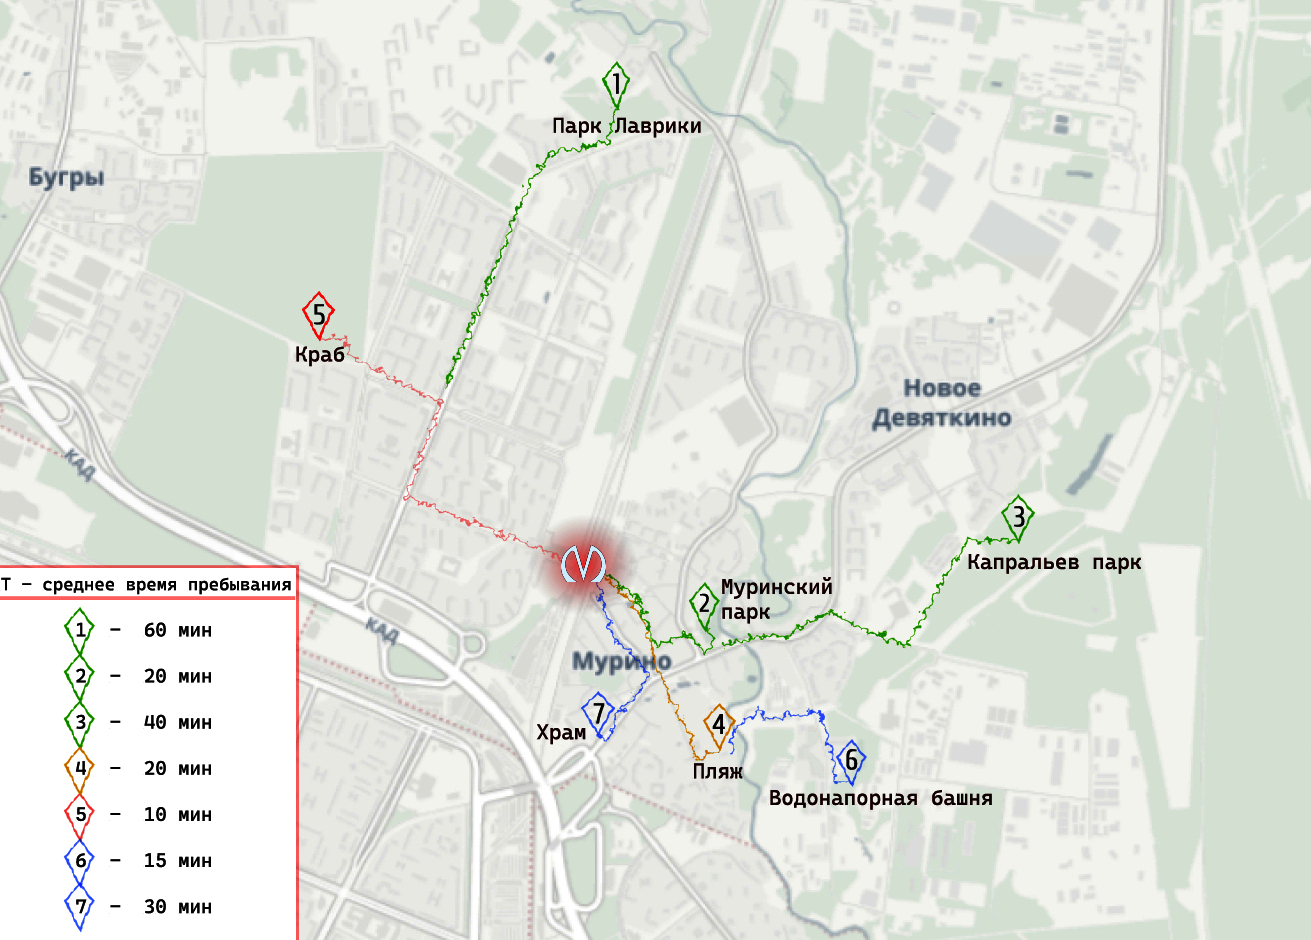 1
Парк Лаврики
Бугры
5
Краб
Новое
Девяткино
КАД
3
Капральев парк
Т – среднее время пребывания
2
Муринский
парк
1 – 60 мин
КАД
Мурино
2 – 20 мин
7
Храм
4
Пляж
3 – 40 мин
6
Водонапорная башня
4 – 20 мин
5 – 10 мин
6 – 15 мин
7 – 30 мин